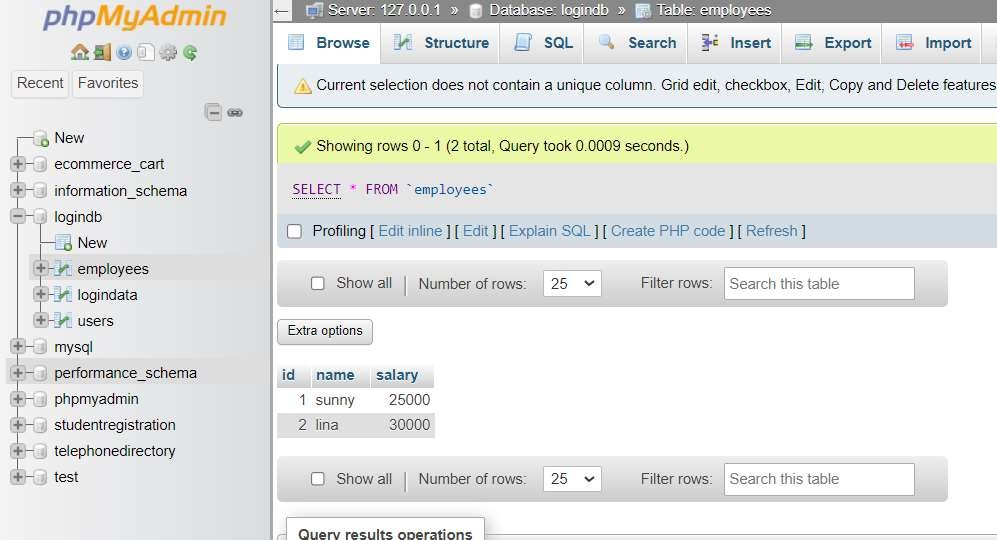 phpMyAdmin
Recent Favorites
New
ecommerce_cart
information_schema
logindb
New
employees
logindata
users
mysql
performance_schema
phpmyadmin
studentregistration
telephonedirectory
test
Server: 127.0.0.1 » Database: logindb » Table: employees
Browse Structure SQL Search Insert Export Import
Current selection does not contain a unique column. Grid edit, checkbox, Edit, Copy and Delete features
Showing rows 0 - 1 (2 total, Query took 0.0009 seconds.)
SELECT * FROM `employees`
Profiling [ Edit inline ] [ Edit ] [ Explain SQL ] [ Create PHP code ] [ Refresh ]
Show all | Number of rows: 25 Filter rows: Search this table
Extra options
id name salary
1 sunny 25000
2 lina 30000
Show all | Number of rows: 25 Filter rows: Search this table
Query results operations